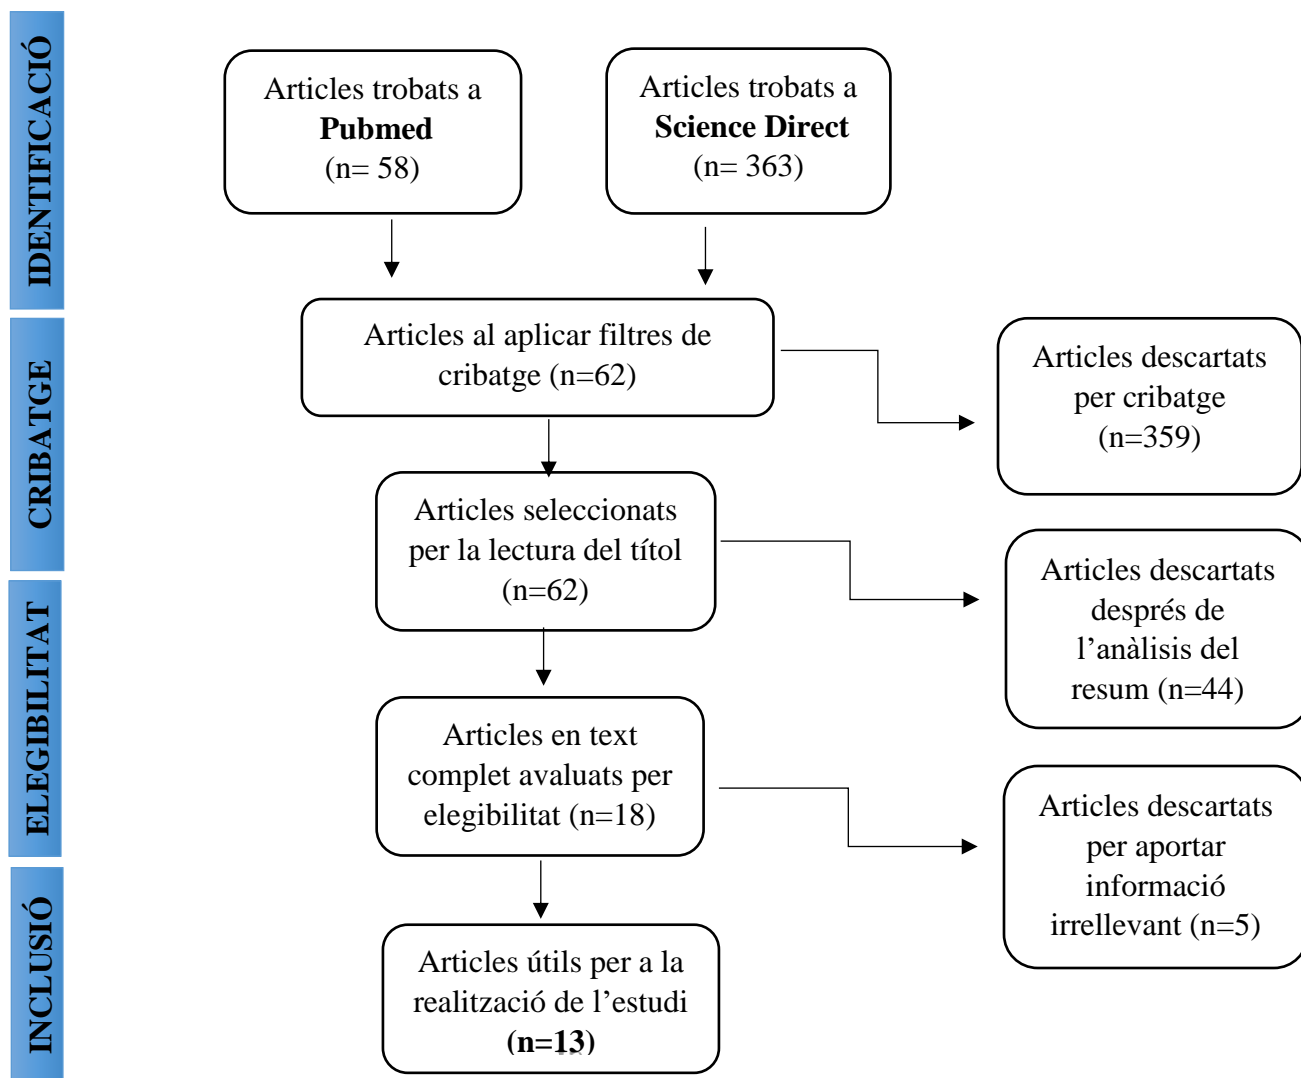 IDENTIFICACIÓ
Articles trobats a
Pubmed
(n= 58)
Articles trobats a
Science Direct
(n= 363)
CRIBATGE
Articles al aplicar filtres de
cribatge (n=62)
Articles descartats
per cribatge
(n=359)
Articles seleccionats
per la lectura del títol
(n=62)
Articles descartats
després de
l’anàlisis del
resum (n=44)
ELEGIBILITAT
Articles en text
complet avaluats per
elegibilitat (n=18)
Articles descartats
per aportar
informació
irrellevant (n=5)
INCLUSIÓ
Articles útils per a la
realització de l’estudi
(n=13)